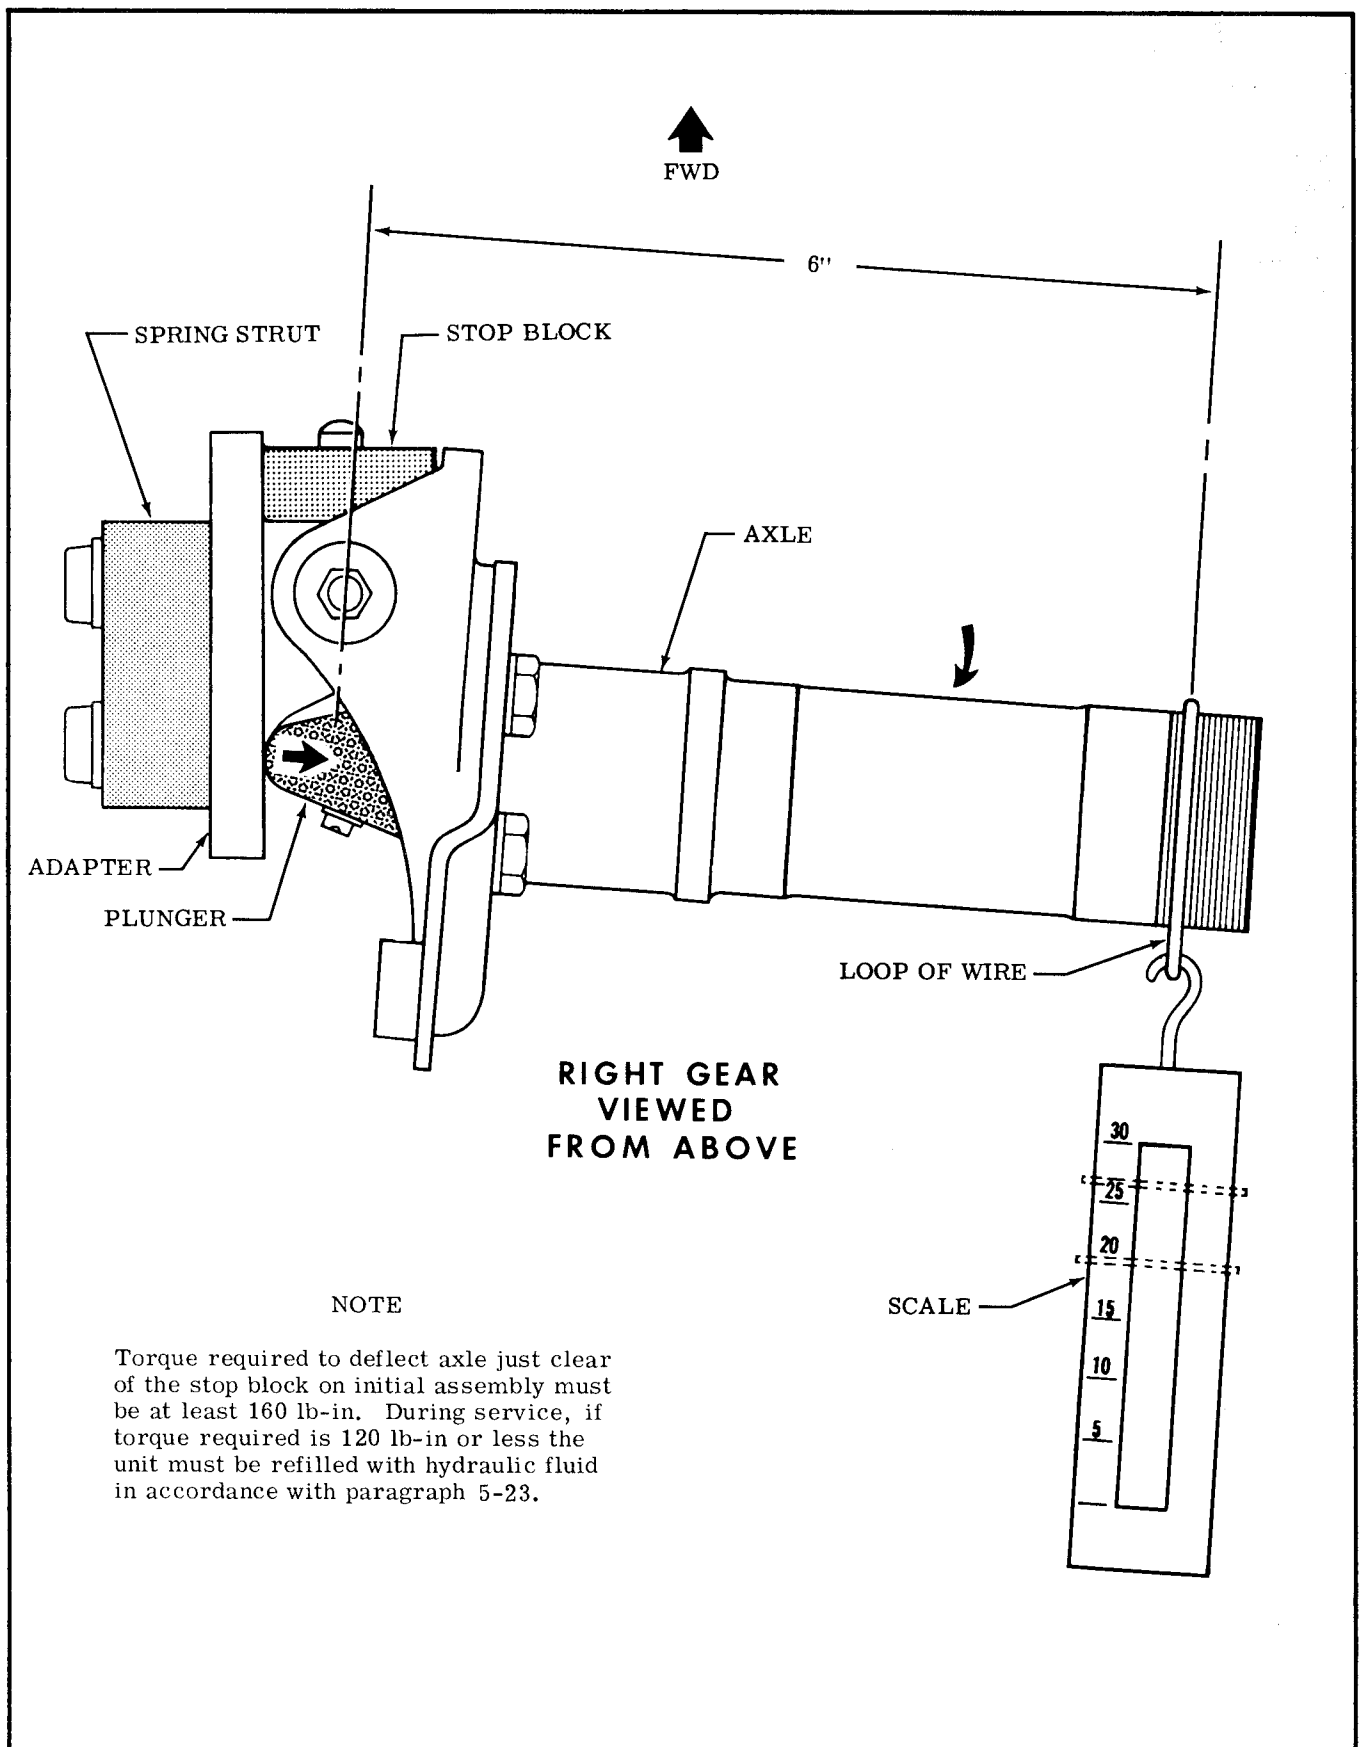 FWD
6"
SPRING STRUT
STOP BLOCK
AXLE
ADAPTER
PLUNGER
LOOP OF WIRE
RIGHT GEAR
VIEWED
FROM ABOVE
30
25
20
15
10
5
SCALE
NOTE
Torque required to deflect axle just clear
of the stop block on initial assembly must
be at least 160 lb-in. During service, if
torque required is 120 lb-in or less the
unit must be refilled with hydraulic fluid
in accordance with paragraph 5-23.